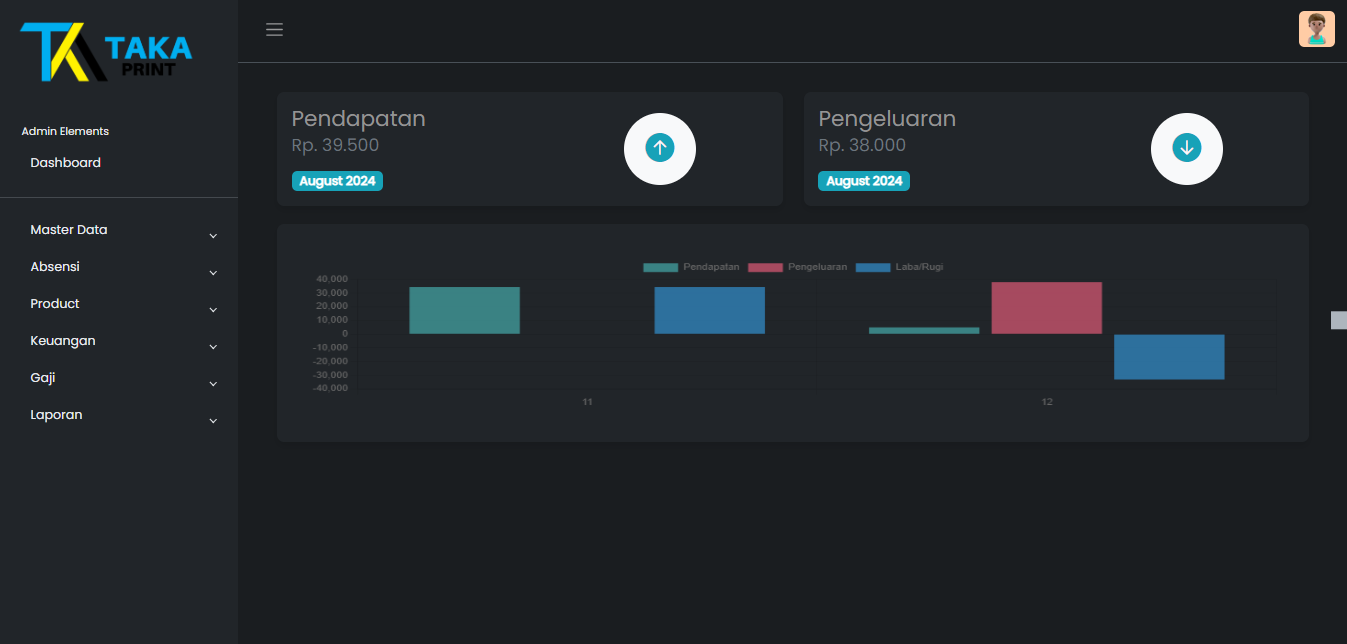 TAKA
PRINT
Admin Elements
Dashboard
Master Data
Absensi
Product
Keuangan
Gaji
Laporan
Pendapatan
Rp. 39.500
August 2024
Pengeluaran
Rp. 38.000
August 2024
Pendapatan Pengeluaran Laba/Rugi
40,000
30,000
20,000
10,000
0
-10,000
-20,000
-30,000
-40,000
11 12